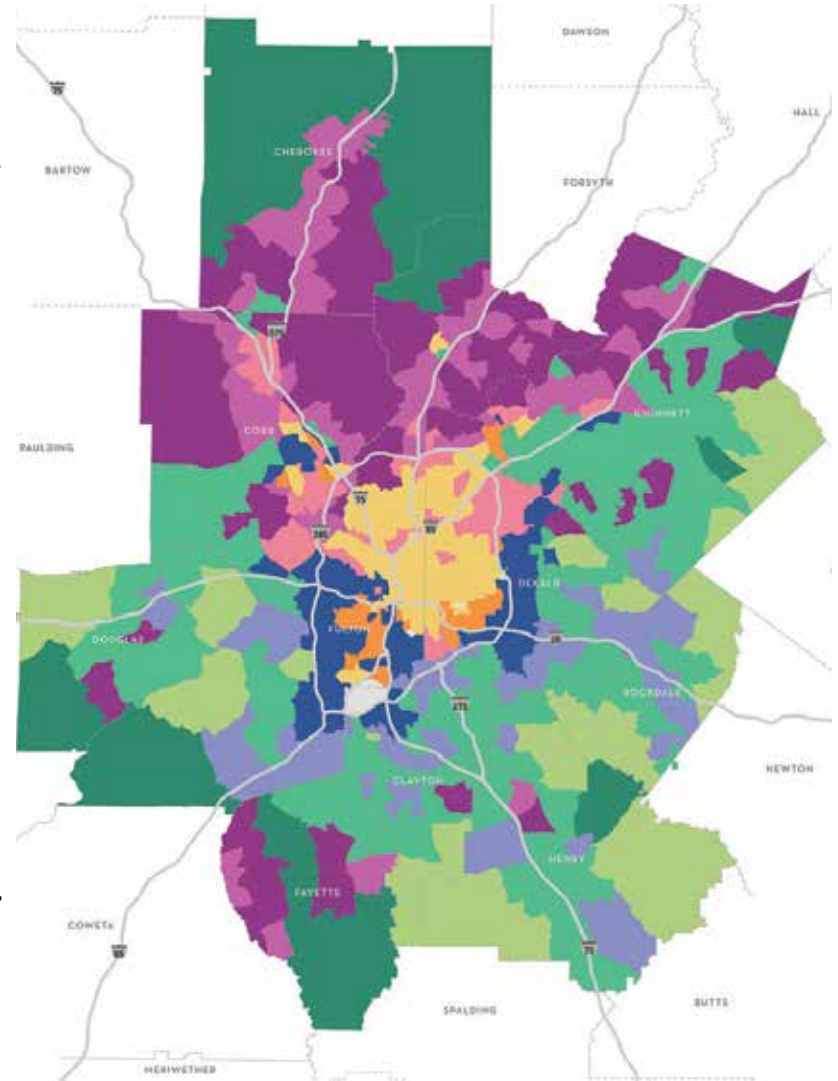 DAWSON
HALL
75
BARTOW
CHEROKEE
FORSYTH
575
GWINNETT
COBB
PAULDING
75
285
85
DEKALB
FULTON
DOUGLAS
20
ROCKDALE
675
NEWTON
CLAYTON
HENRY
FAYETTE
COWETA
85
75
BUTTS
SPALDING
MERIWETHER